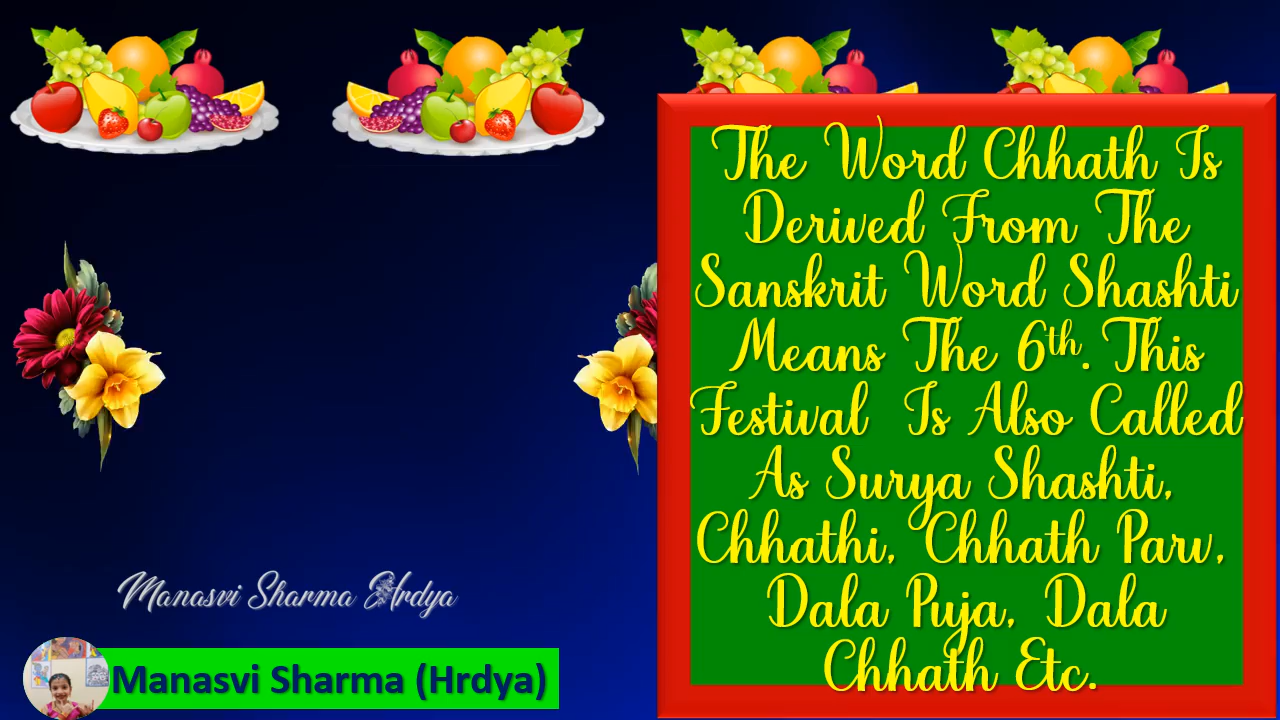 The Word Chhath Is
Derived From The
Sanskrit Word Shashti
Means The 6th. This
Festival Is Also Called
As Surya Shashti,
Chhathi, Chhath Parv,
Dala Puja, Dala
Chhath Etc.
Manasvi Sharma Hrdya
Manasvi Sharma (Hrdya)